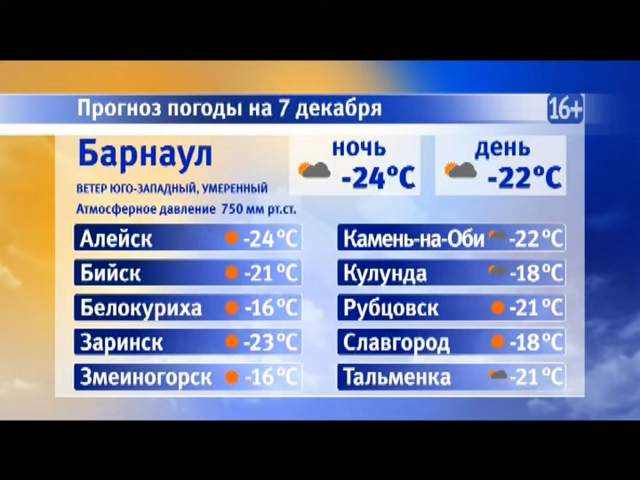 Прогноз погоды на 7 декабря 16+
Барнаул
ВЕТЕР ЮГО-ЗАПАДНЫЙ, УМЕРЕННЫЙ
Атмосферное давление 750 мм рт.ст.
ночь
-24°C
день
-22°C
Алейск -24°C
Бийск -21°C
Белокуриха -16°C
Заринск -23°C
Змеиногорск -16°C
Камень-на-Оби -22°C
Кулунда -18°C
Рубцовск -21°C
Славгород -18°C
Тальменка -21°C